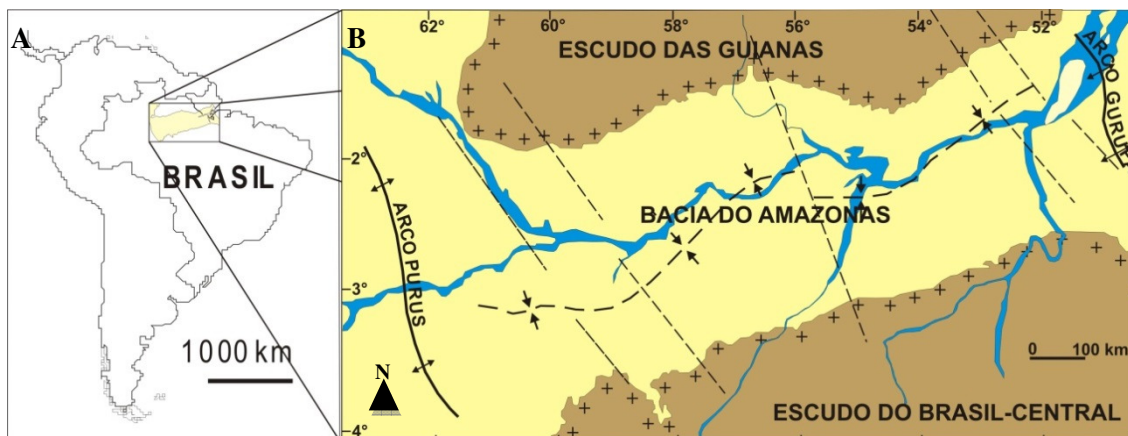 A
BRASIL
1000 km
B
62°
60°
58°
56°
54°
52°
ESCUDO DAS GUIANAS
ARCO GURUPÁ
2°
ARCO PURUS
BACIA DO AMAZONAS
3°
N
0 100 km
ESCUDO DO BRASIL-CENTRAL
4°